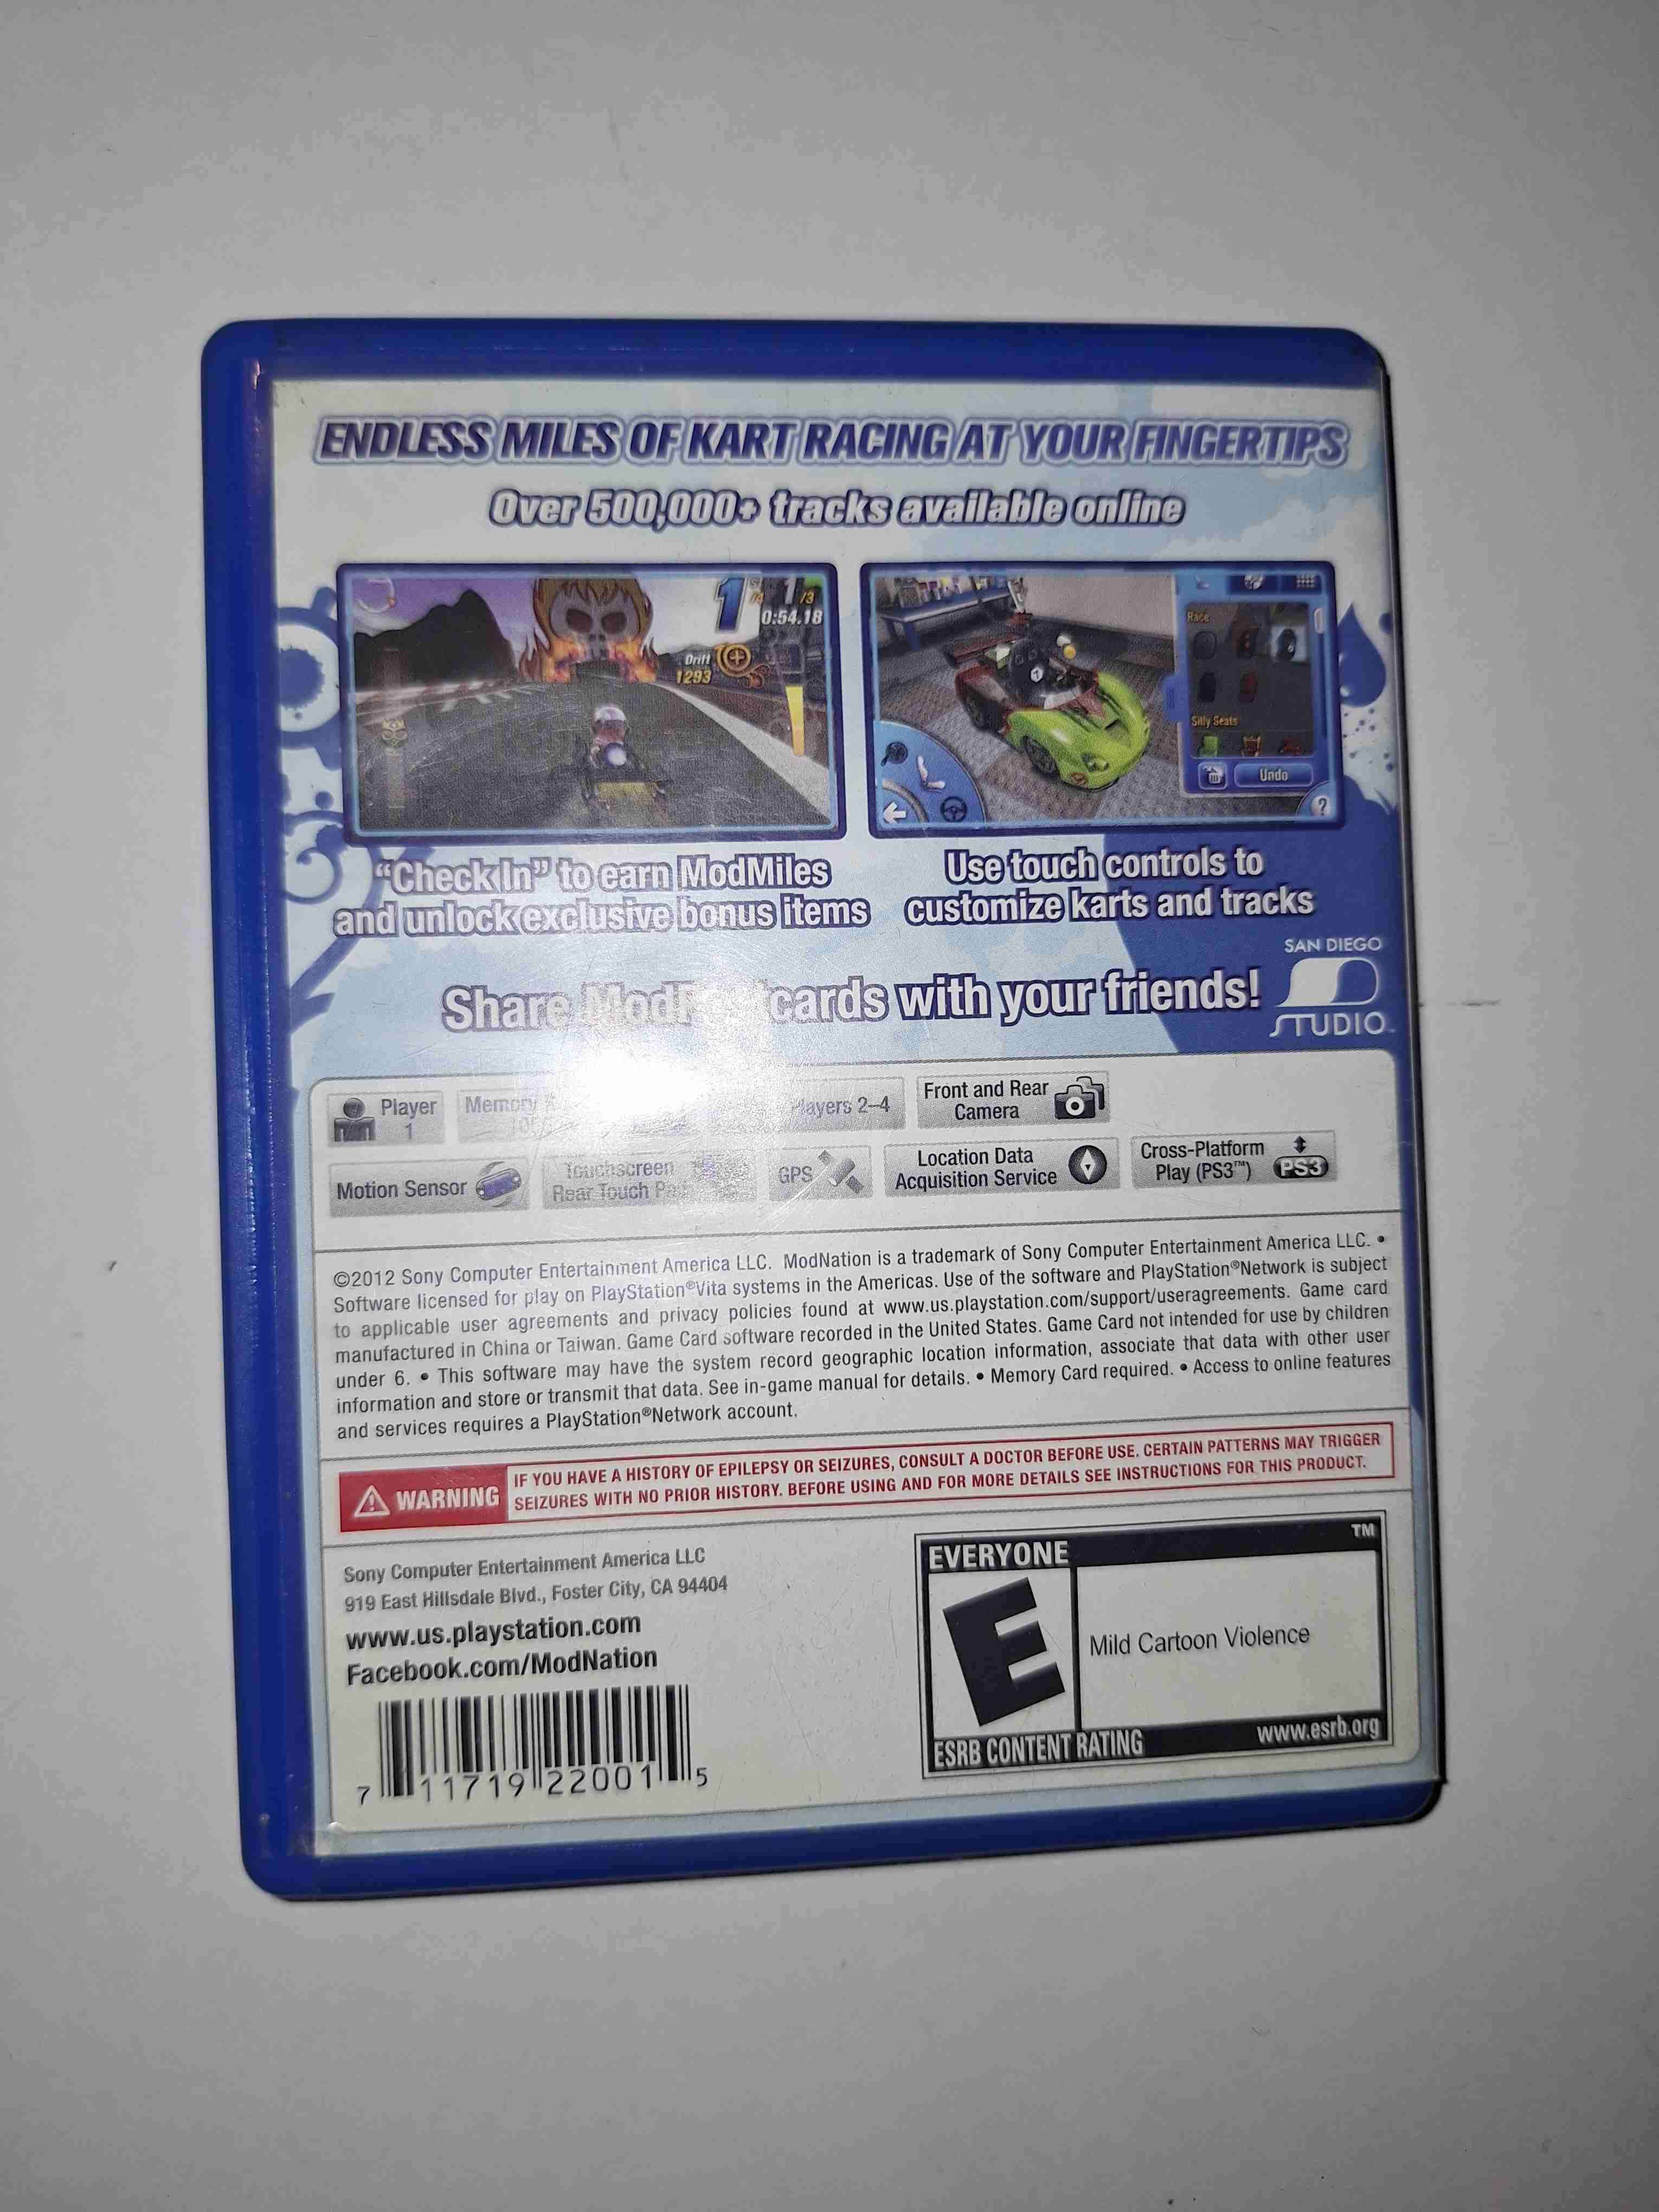 ENDLESS MILES OF KART RACING AT YOUR FINGERTIPS
Over 500,000+ tracks available online
1
/3
0:54.18
Drift
1293
Race
Silly Seats
Undo
?
"Check In" to earn ModMiles
and unlock exclusive bonus items
Use touch controls to
customize karts and tracks
Share cards with your friends!
SAN DIEGO
STUDIO
Player
1
Memory
Players 2–4
Front and Rear
Camera
Motion Sensor
Touchscreen
Rear Touch
GPS
Location Data
Acquisition Service
Cross-Platform
Play (PS3™)
PS3
©2012 Sony Computer Entertainment America LLC. ModNation is a trademark of Sony Computer Entertainment America LLC. •
Software licensed for play on PlayStation®Vita systems in the Americas. Use of the software and PlayStation®Network is subject
to applicable user agreements and privacy policies found at www.us.playstation.com/support/useragreements. Game card
manufactured in China or Taiwan. Game Card software recorded in the United States. Game Card not intended for use by children
under 6. • This software may have the system record geographic location information, associate that data with other user
information and store or transmit that data. See in-game manual for details. • Memory Card required. • Access to online features
and services requires a PlayStation®Network account.
WARNING
IF YOU HAVE A HISTORY OF EPILEPSY OR SEIZURES, CONSULT A DOCTOR BEFORE USE. CERTAIN PATTERNS MAY TRIGGER
SEIZURES WITH NO PRIOR HISTORY. BEFORE USING AND FOR MORE DETAILS SEE INSTRUCTIONS FOR THIS PRODUCT.
Sony Computer Entertainment America LLC
919 East Hillsdale Blvd., Foster City, CA 94404
www.us.playstation.com
Facebook.com/ModNation
7 11719 22001 5
EVERYONE
TM
E
Mild Cartoon Violence
ESRB CONTENT RATING
www.esrb.org